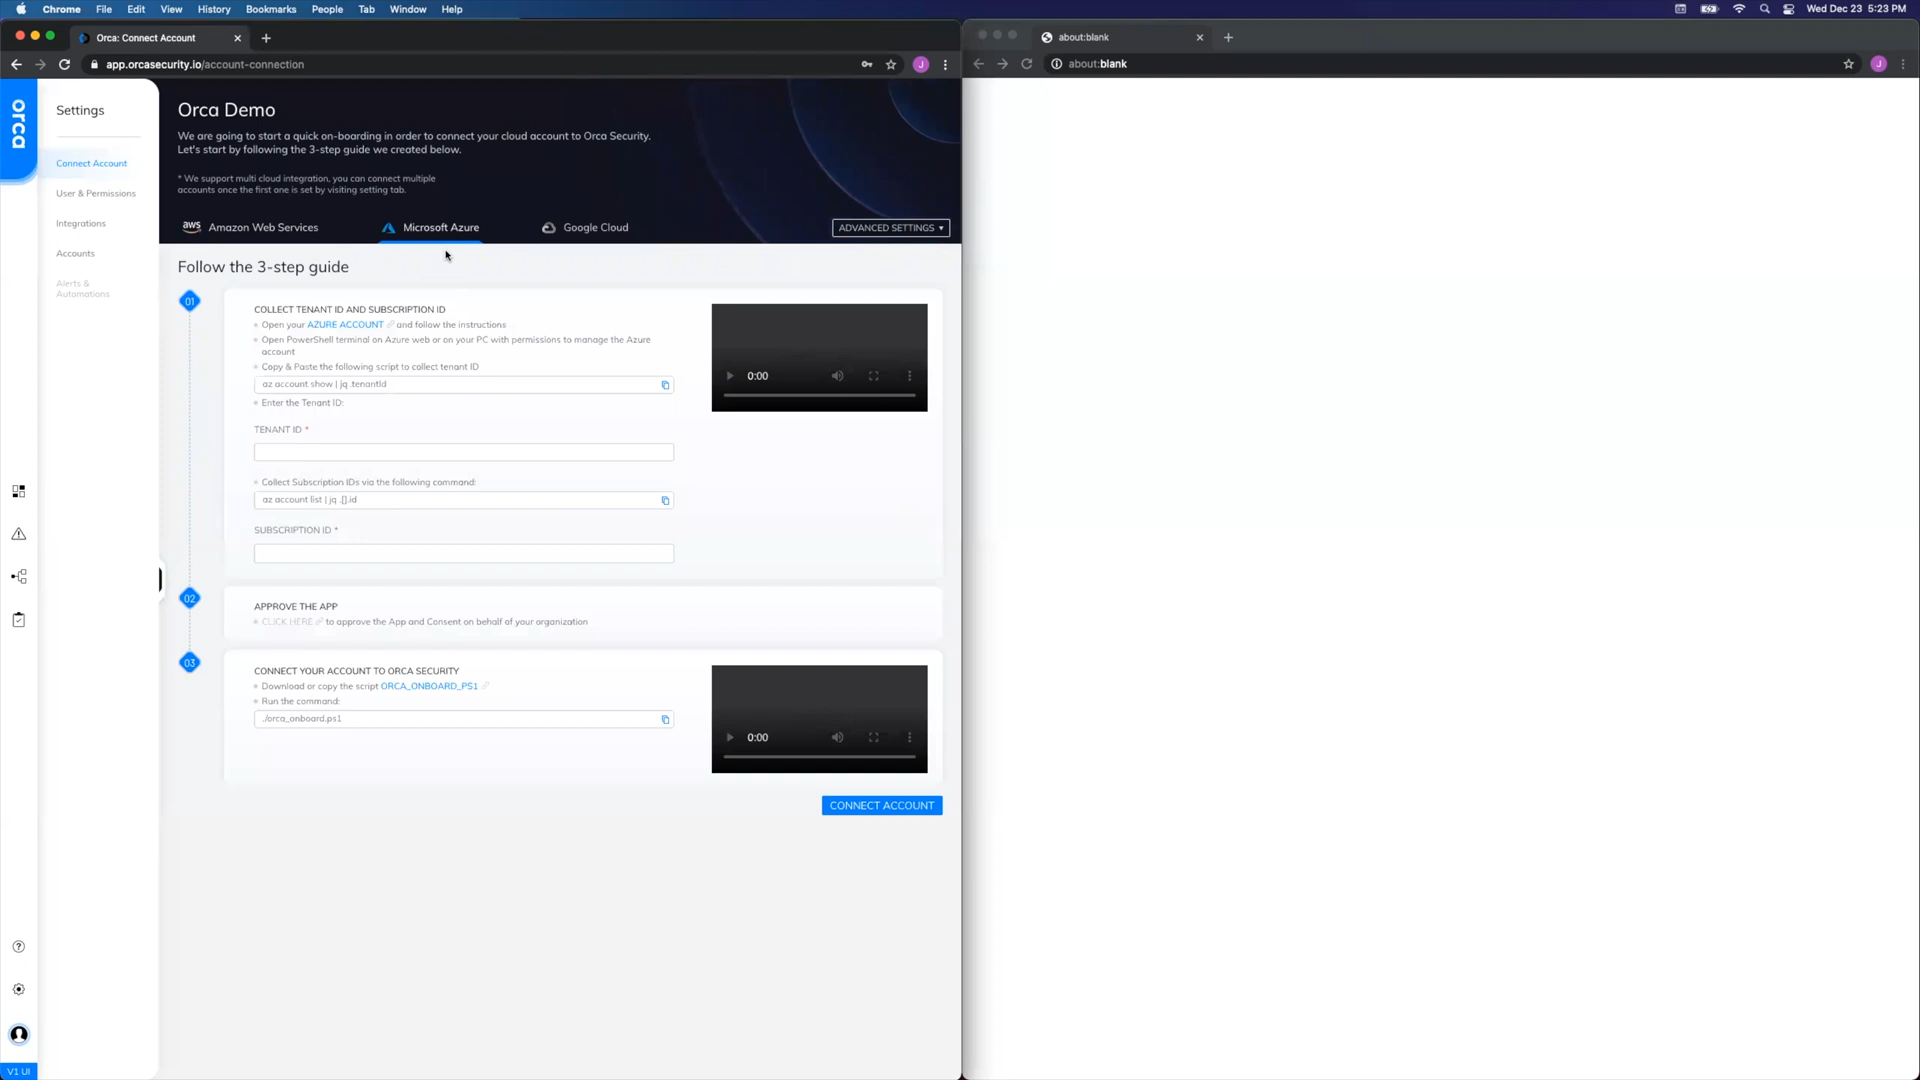 Chrome File Edit View History Bookmarks People Tab Window Help
Wed Dec 23 5:23 PM
Orca: Connect Account
app.orcasecurity.io/account-connection
J
about:blank
about:blank
J
orca
Settings
Connect Account
User & Permissions
Integrations
Accounts
Alerts &
Automations
V1 UI
Orca Demo
We are going to start a quick on-boarding in order to connect your cloud account to Orca Security.
Let's start by following the 3-step guide we created below.
* We support multi cloud integration, you can connect multiple
accounts once the first one is set by visiting setting tab.
aws Amazon Web Services
Microsoft Azure
Google Cloud
ADVANCED SETTINGS
Follow the 3-step guide
01
COLLECT TENANT ID AND SUBSCRIPTION ID
Open your AZURE ACCOUNT and follow the instructions
Open PowerShell terminal on Azure web or on your PC with permissions to manage the Azure
account
Copy & Paste the following script to collect tenant ID
az account show | jq .tenantId
Enter the Tenant ID:
TENANT ID *
Collect Subscription IDs via the following command:
az account list | jq .[].id
SUBSCRIPTION ID *
0:00
02
APPROVE THE APP
CLICK HERE to approve the App and Consent on behalf of your organization
03
CONNECT YOUR ACCOUNT TO ORCA SECURITY
Download or copy the script ORCA_ONBOARD_PS1
Run the command:
./orca_onboard.ps1
0:00
CONNECT ACCOUNT